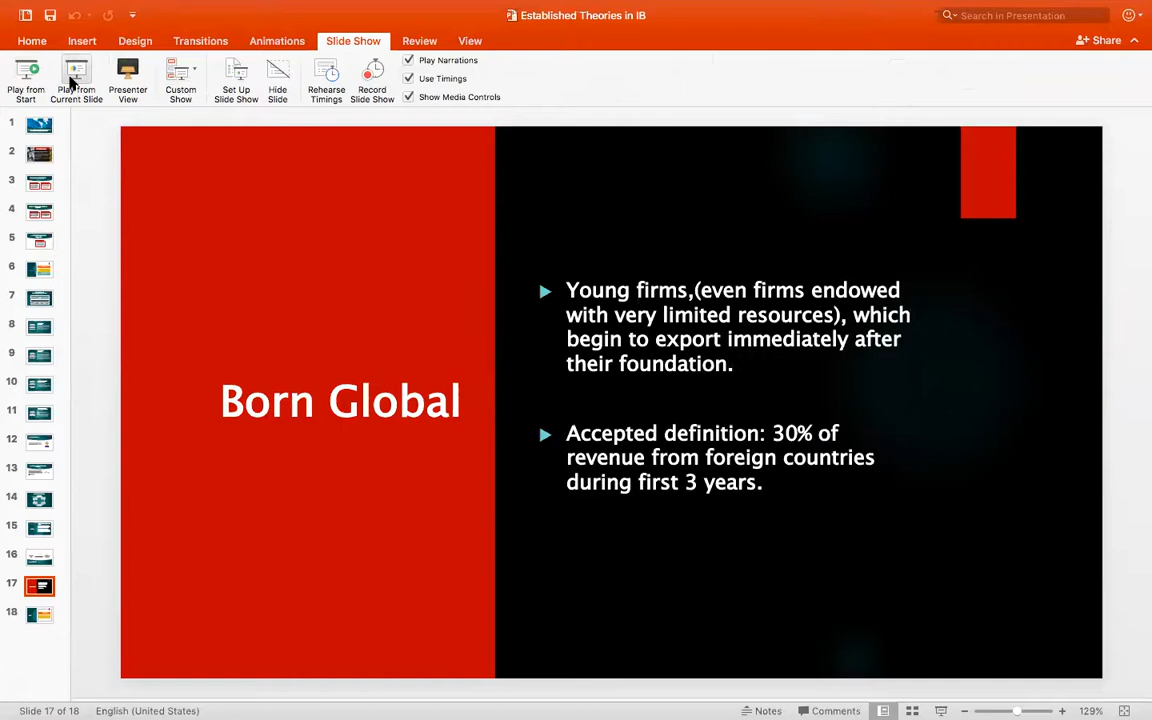 Established Theories in IB
Search in Presentation
Home Insert Design Transitions Animations Slide Show Review View
Share
Play from Start
Play from Current Slide
Presenter View
Custom Show
Set Up Slide Show
Hide Slide
Rehearse Timings
Record Slide Show
Play Narrations
Use Timings
Show Media Controls
1
2
3
4
5
6
7
8
9
10
11
12
13
14
15
16
17
18
Born Global
Young firms,(even firms endowed
with very limited resources), which
begin to export immediately after
their foundation.
Accepted definition: 30% of
revenue from foreign countries
during first 3 years.
Slide 17 of 18 English (United States) Notes Comments 129%